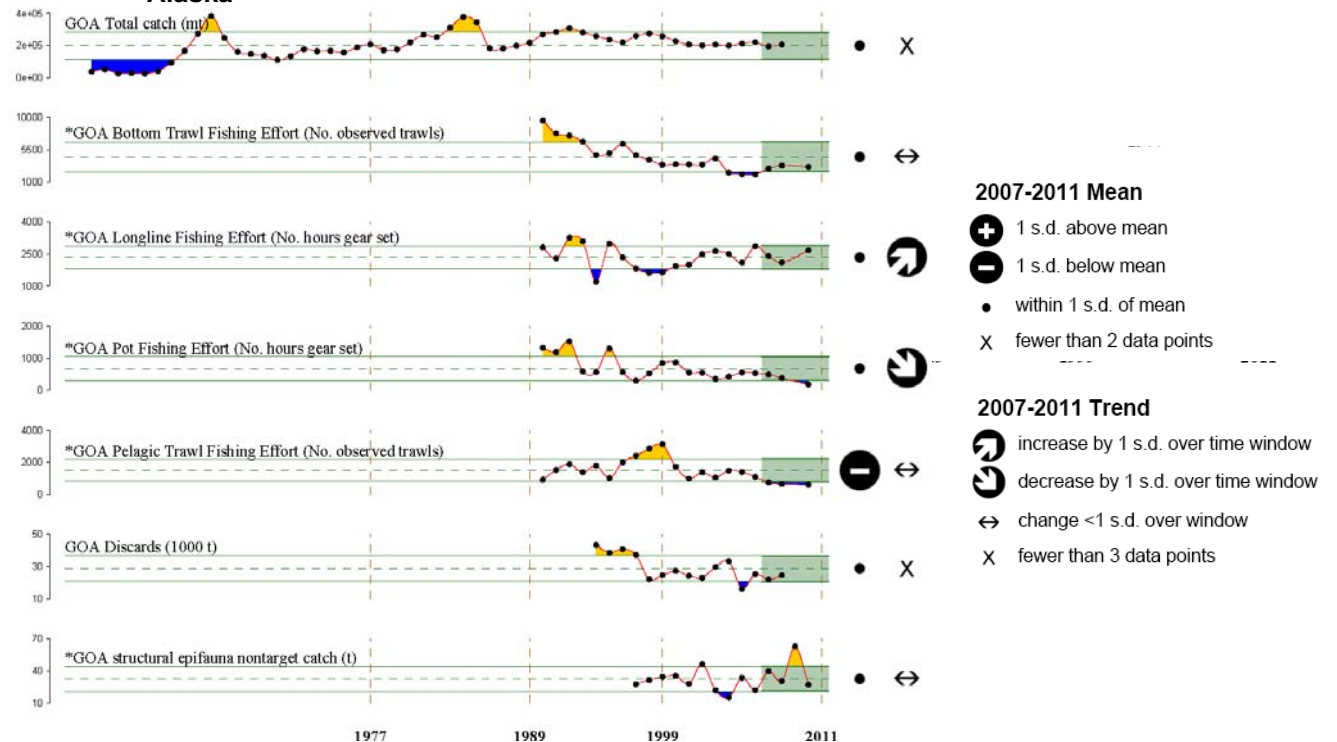 Alaska
GOA Total catch (mt)
4e+05
2e+05
0e+00
X
*GOA Bottom Trawl Fishing Effort (No. observed trawls)
10000
5500
1000
*GOA Longline Fishing Effort (No. hours gear set)
4000
2500
1000
*GOA Pot Fishing Effort (No. hours gear set)
2000
1000
0
*GOA Pelagic Trawl Fishing Effort (No. observed trawls)
4000
2000
0
GOA Discards (1000 t)
50
30
10
X
*GOA structural epifauna nontarget catch (t)
70
40
10
1977 1989 1999 2011
2007-2011 Mean
1 s.d. above mean
1 s.d. below mean
within 1 s.d. of mean
X fewer than 2 data points
2007-2011 Trend
increase by 1 s.d. over time window
decrease by 1 s.d. over time window
change <1 s.d. over window
X fewer than 3 data points